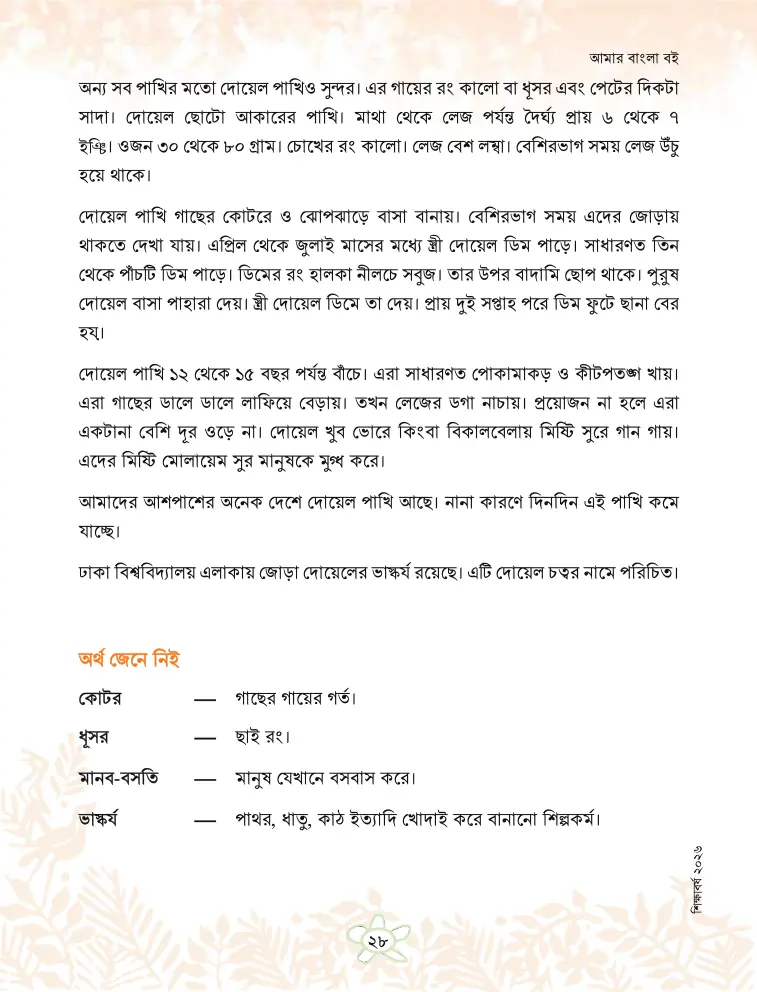 আমার বাংলা বই
অন্য সব পাখির মতো দোয়েল পাখিও সুন্দর। এর গায়ের রং কালো বা ধূসর এবং পেটের দিকটা
সাদা। দোয়েল ছোটো আকারের পাখি। মাথা থেকে লেজ পর্যন্ত দৈর্ঘ্য প্রায় ৬ থেকে ৭
ইঞ্চি। ওজন ৩০ থেকে ৮০ গ্রাম। চোখের রং কালো। লেজ বেশ লম্বা। বেশিরভাগ সময় লেজ উঁচু
হয়ে থাকে।
দোয়েল পাখি গাছের কোটরে ও ঝোপঝাড়ে বাসা বানায়। বেশিরভাগ সময় এদের জোড়ায়
থাকতে দেখা যায়। এপ্রিল থেকে জুলাই মাসের মধ্যে স্ত্রী দোয়েল ডিম পাড়ে। সাধারণত তিন
থেকে পাঁচটি ডিম পাড়ে। ডিমের রং হালকা নীলচে সবুজ। তার উপর বাদামি ছোপ থাকে। পুরুষ
দোয়েল বাসা পাহারা দেয়। স্ত্রী দোয়েল ডিমে তা দেয়। প্রায় দুই সপ্তাহ পরে ডিম ফুটে ছানা বের
হয়।
দোয়েল পাখি ১২ থেকে ১৫ বছর পর্যন্ত বাঁচে। এরা সাধারণত পোকামাকড় ও কীটপতঙ্গ খায়।
এরা গাছের ডালে ডালে লাফিয়ে বেড়ায়। তখন লেজের ডগা নাচায়। প্রয়োজন না হলে এরা
একটানা বেশি দূর ওড়ে না। দোয়েল খুব ভোরে কিংবা বিকালবেলায় মিষ্টি সুরে গান গায়।
এদের মিষ্টি মোলায়েম সুর মানুষকে মুগ্ধ করে।
আমাদের আশপাশের অনেক দেশে দোয়েল পাখি আছে। নানা কারণে দিনদিন এই পাখি কমে
যাচ্ছে।
ঢাকা বিশ্ববিদ্যালয় এলাকায় জোড়া দোয়েলের ভাস্কর্য রয়েছে। এটি দোয়েল চত্বর নামে পরিচিত।
অর্থ জেনে নিই
কোটর — গাছের গায়ের গর্ত।
ধূসর — ছাই রং।
মানব-বসতি — মানুষ যেখানে বসবাস করে।
ভাস্কর্য — পাথর, ধাতু, কাঠ ইত্যাদি খোদাই করে বানানো শিল্পকর্ম।
শিক্ষাবর্ষ ২০২৬
২৮